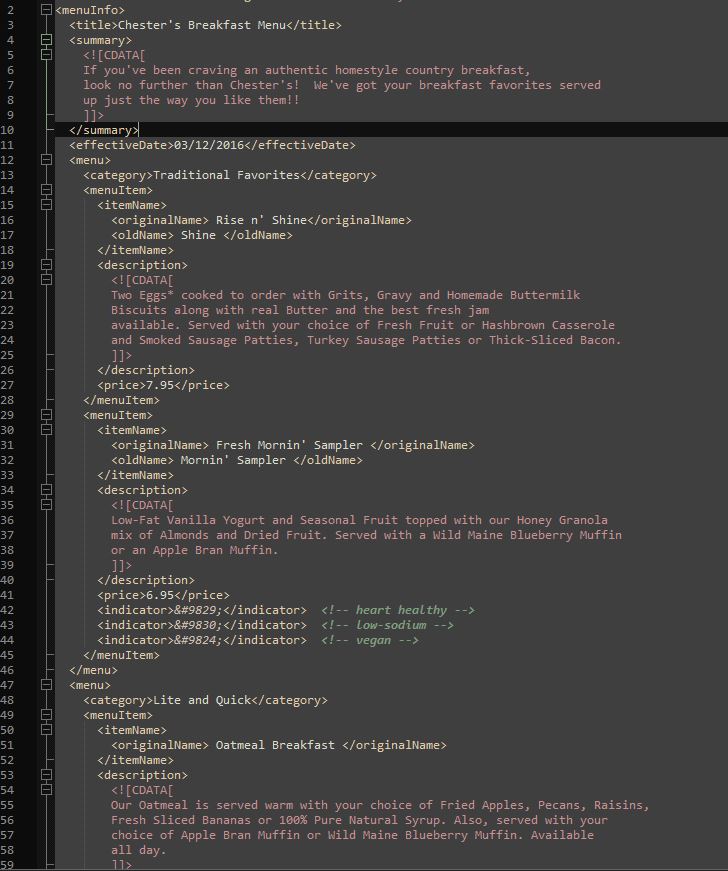 2 <menuInfo>
3 <title>Chester's Breakfast Menu</title>
4 <summary>
5 <![CDATA[
6 If you've been craving an authentic homestyle country breakfast,
7 look no further than Chester's!  We've got your breakfast favorites served
8 up just the way you like them!!
9 ]]>
10 </summary>
11 <effectiveDate>03/12/2016</effectiveDate>
12 <menu>
13 <category>Traditional Favorites</category>
14 <menuItem>
15 <itemName>
16 <originalName> Rise n' Shine</originalName>
17 <oldName> Shine </oldName>
18 </itemName>
19 <description>
20 <![CDATA[
21 Two Eggs* cooked to order with Grits, Gravy and Homemade Buttermilk
22 Biscuits along with real Butter and the best fresh jam
23 available. Served with your choice of Fresh Fruit or Hashbrown Casserole
24 and Smoked Sausage Patties, Turkey Sausage Patties or Thick-Sliced Bacon.
25 ]]>
26 </description>
27 <price>7.95</price>
28 </menuItem>
29 <menuItem>
30 <itemName>
31 <originalName> Fresh Mornin' Sampler </originalName>
32 <oldName> Mornin' Sampler </oldName>
33 </itemName>
34 <description>
35 <![CDATA[
36 Low-Fat Vanilla Yogurt and Seasonal Fruit topped with our Honey Granola
37 mix of Almonds and Dried Fruit. Served with a Wild Maine Blueberry Muffin
38 or an Apple Bran Muffin.
39 ]]>
40 </description>
41 <price>6.95</price>
42 <indicator>&#9829;</indicator>  <!-- heart healthy -->
43 <indicator>&#9830;</indicator>  <!-- low-sodium -->
44 <indicator>&#9824;</indicator>  <!-- vegan -->
45 </menuItem>
46 </menu>
47 <menu>
48 <category>Lite and Quick</category>
49 <menuItem>
50 <itemName>
51 <originalName> Oatmeal Breakfast </originalName>
52 </itemName>
53 <description>
54 <![CDATA[
55 Our Oatmeal is served warm with your choice of Fried Apples, Pecans, Raisins,
56 Fresh Sliced Bananas or 100% Pure Natural Syrup. Also, served with your
57 choice of Apple Bran Muffin or Wild Maine Blueberry Muffin. Available
58 all day.
59 ]]>